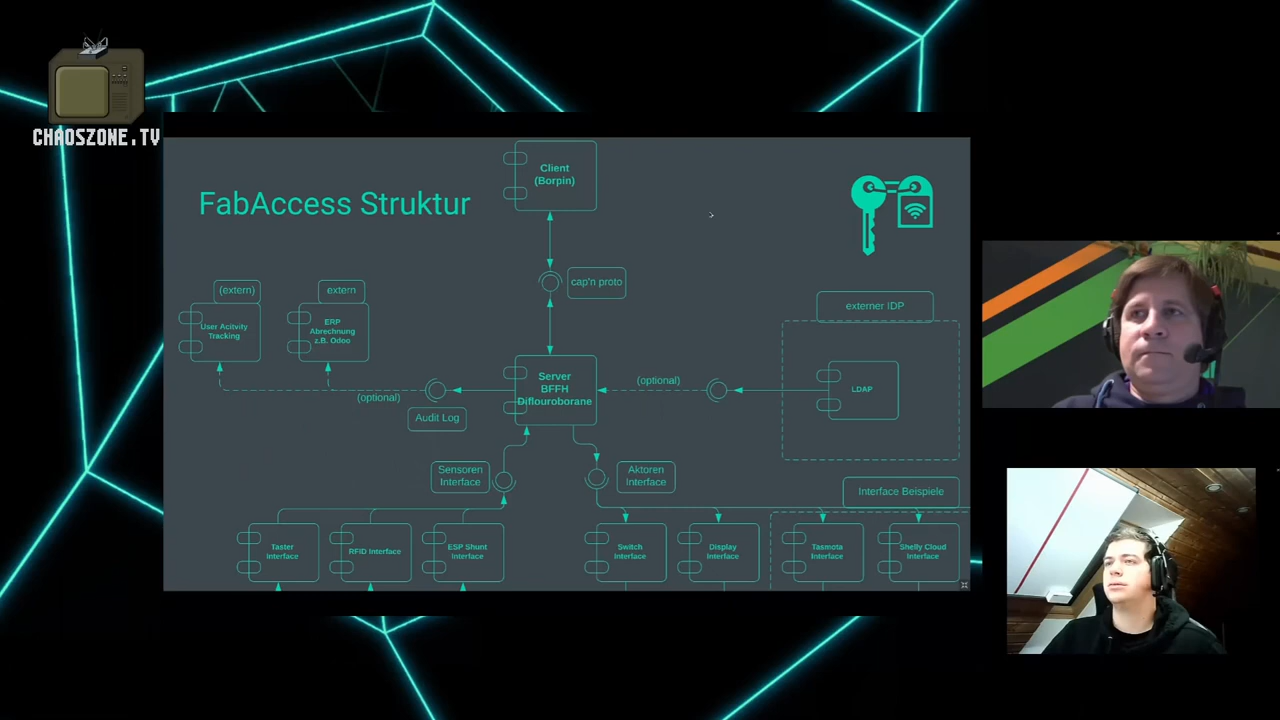 CHAOSZONE.TV
FabAccess Struktur
Client
(Borpin)
cap'n proto
(extern)
User Acitvity
Tracking
extern
ERP
Abrechnung
z.B. Odoo
(optional)
Audit Log
Server
BFFH
Diflouroborane
(optional)
externer IDP
LDAP
Sensoren
Interface
Aktoren
Interface
Interface Beispiele
Taster
Interface
RFID Interface
ESP Shunt
Interface
Switch
Interface
Display
Interface
Tasmota
Interface
Shelly Cloud
Interface